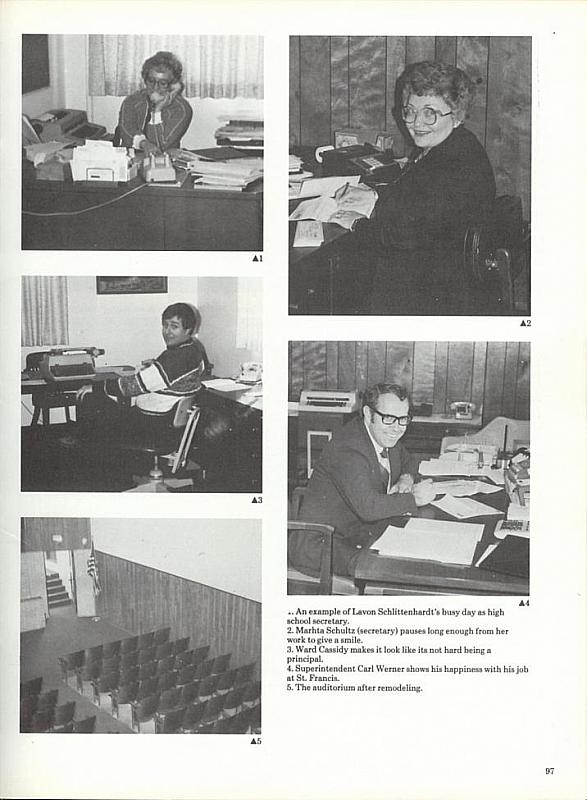 ▲1
▲2
▲3
▲4
▲5
1. An example of Lavon Schlittenhardt's busy day as high
school secretary.
2. Marhta Schultz (secretary) pauses long enough from her
work to give a smile.
3. Ward Cassidy makes it look like its not hard being a
principal.
4. Superintendent Carl Werner shows his happiness with his job
at St. Francis.
5. The auditorium after remodeling.
97